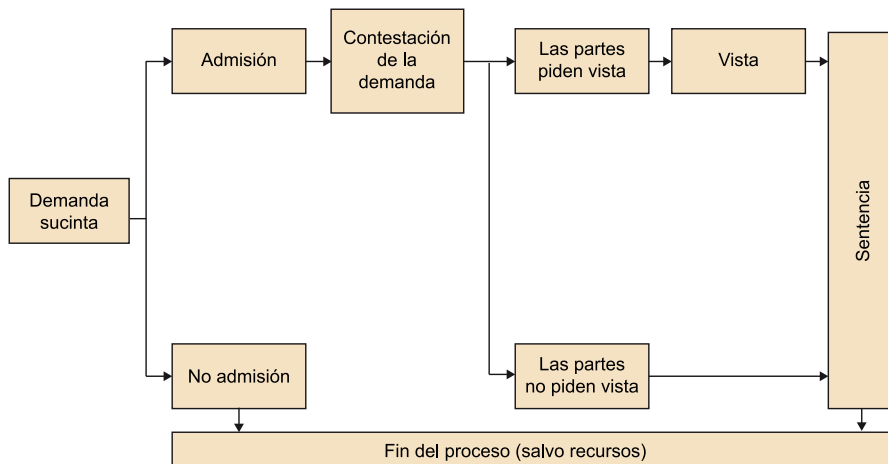 Admisión
Contestación
de la
demanda
Las partes
piden vista
Vista
Sentencia
Demanda
sucinta
No admisión
Las partes
no piden vista
Fin del proceso (salvo recursos)